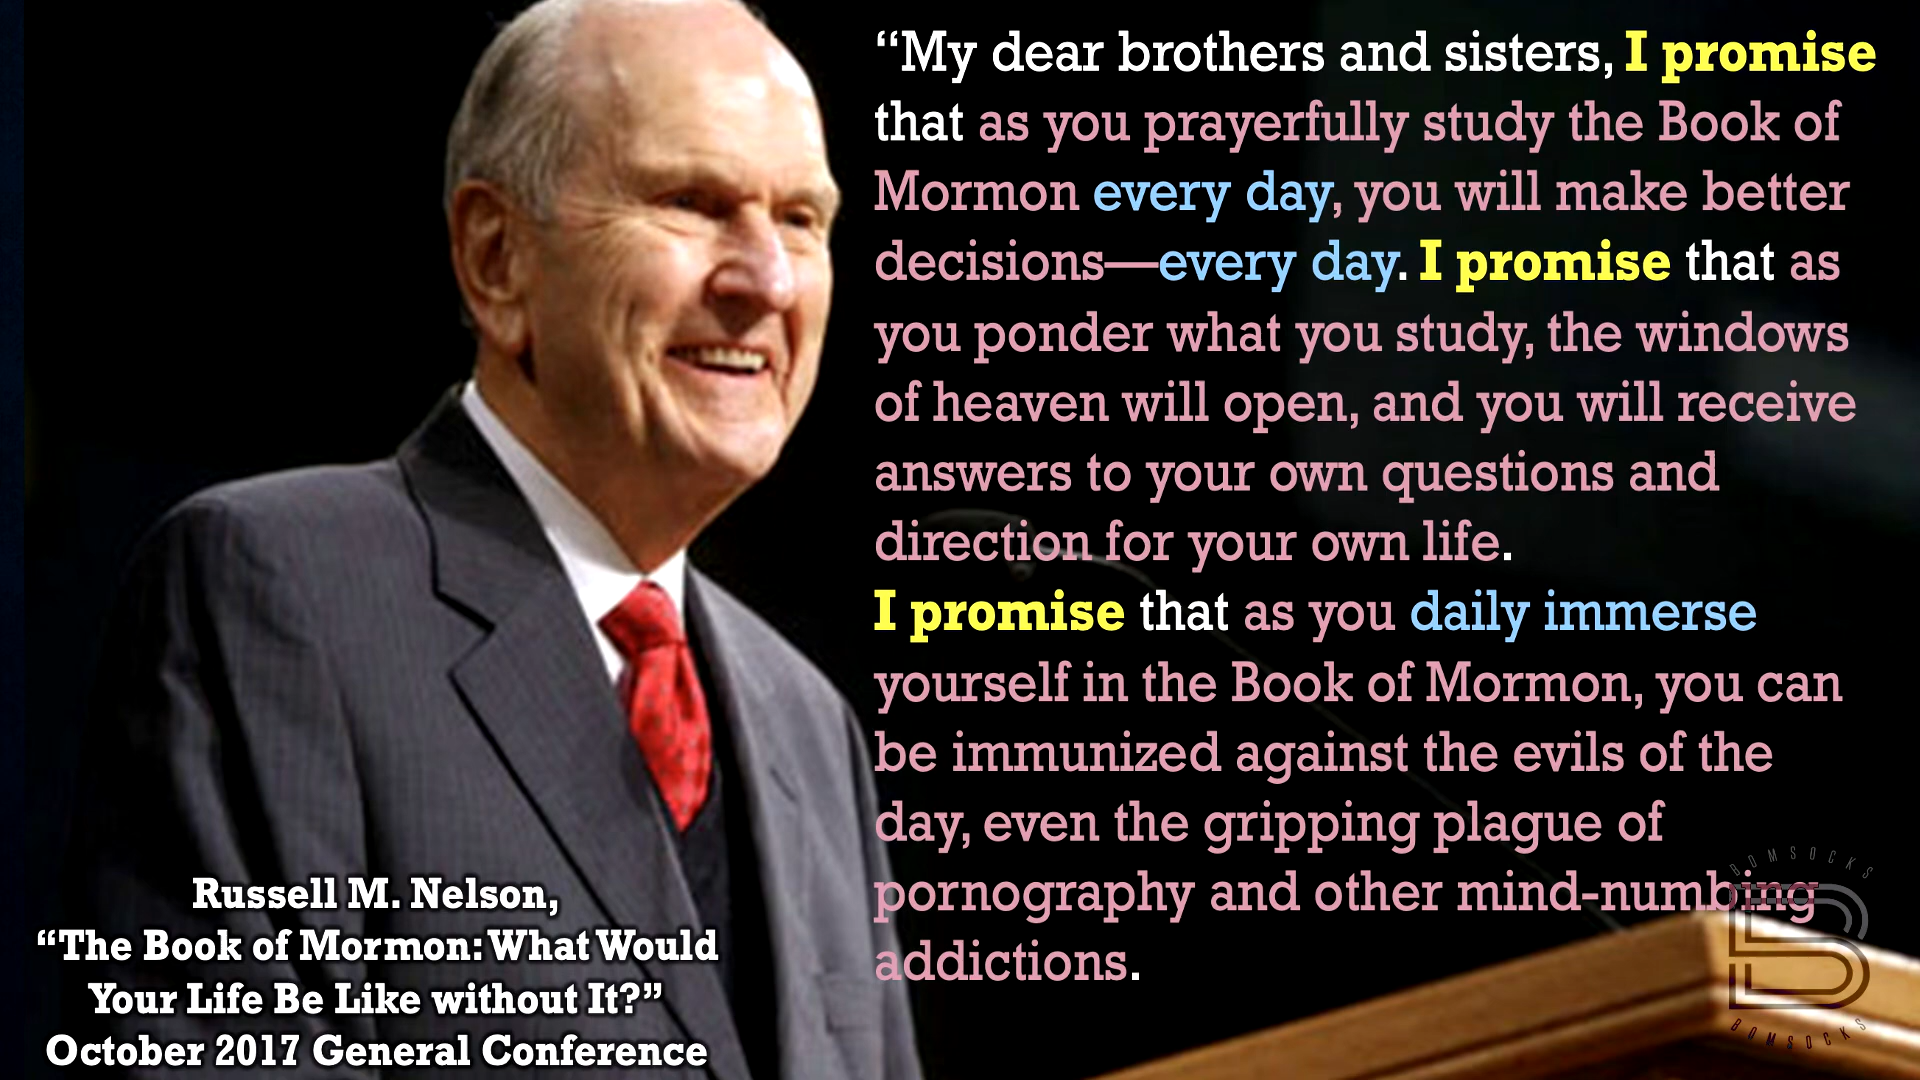 “My dear brothers and sisters, I promise
that as you prayerfully study the Book of
Mormon every day, you will make better
decisions—every day. I promise that as
you ponder what you study, the windows
of heaven will open, and you will receive
answers to your own questions and
direction for your own life.
I promise that as you daily immerse
yourself in the Book of Mormon, you can
be immunized against the evils of the
day, even the gripping plague of
pornography and other mind-numbing
addictions.
Russell M. Nelson,
“The Book of Mormon: What Would
Your Life Be Like without It?”
October 2017 General Conference
BOMSOCKS
B
BOMSOCKS